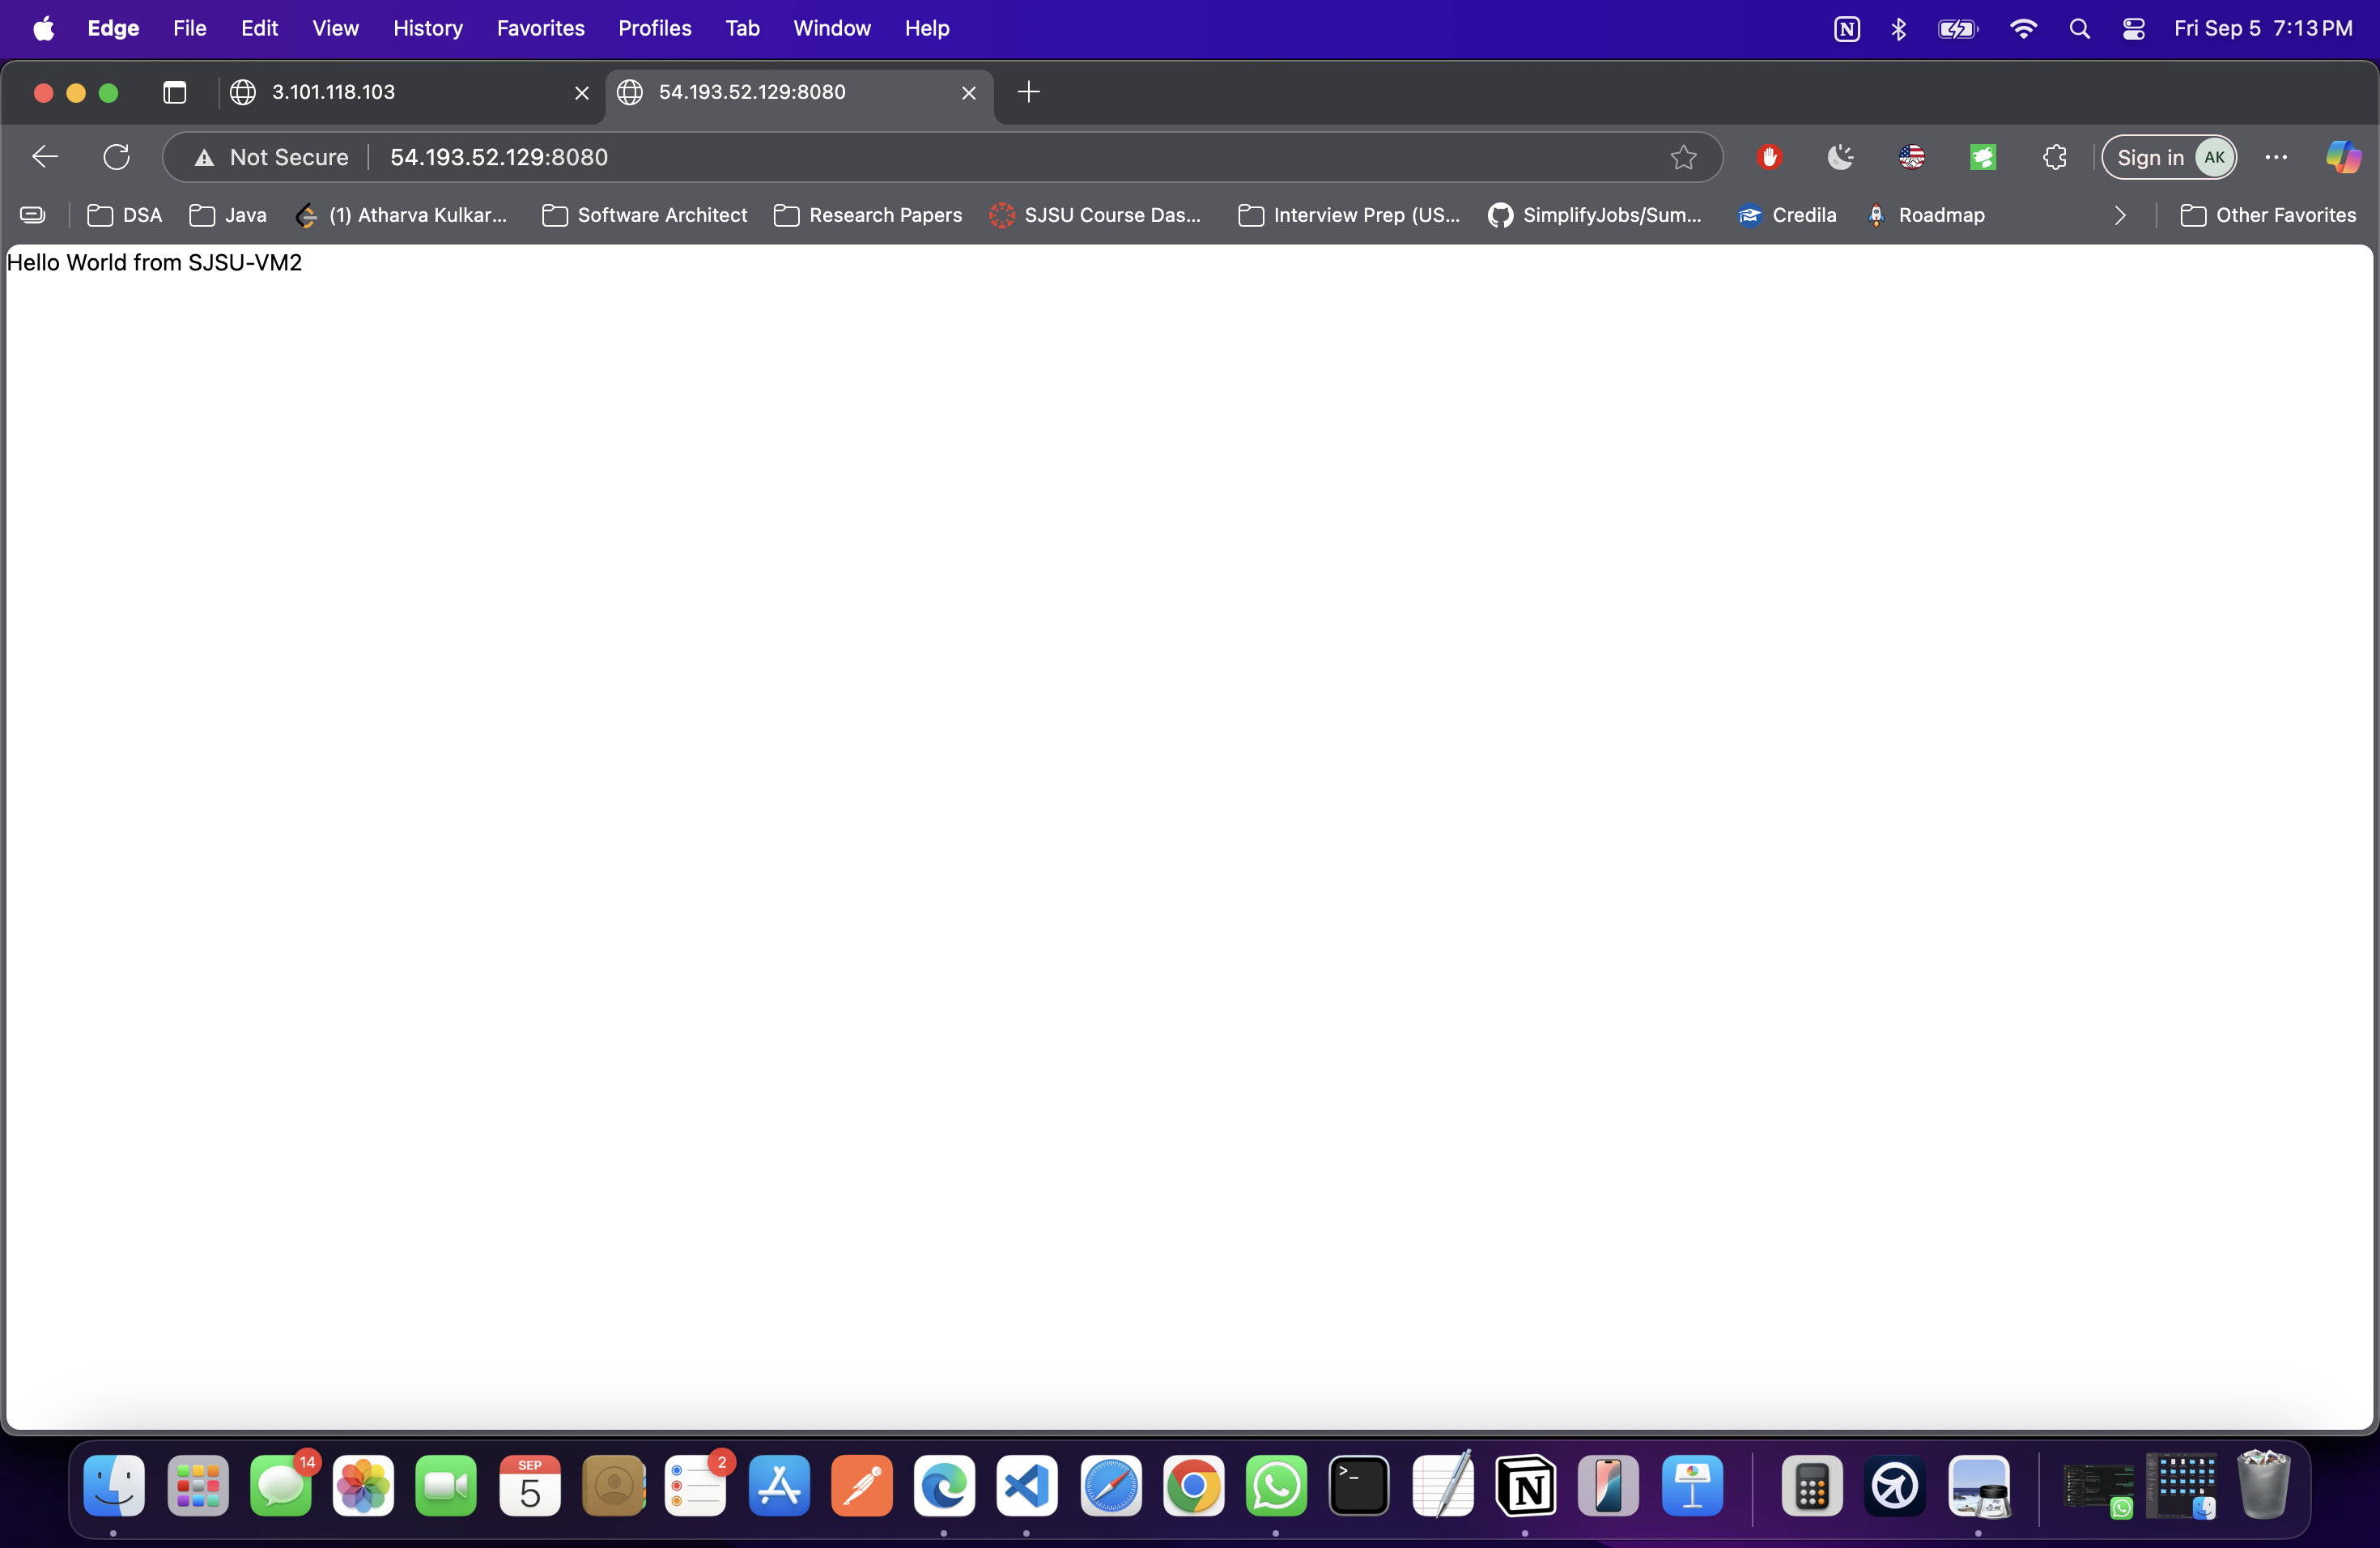 Edge File Edit View History Favorites Profiles Tab Window Help Fri Sep 5 7:13 PM
3.101.118.103 54.193.52.129:8080
Not Secure 54.193.52.129:8080 Sign in AK
DSA Java (1) Atharva Kulkar... Software Architect Research Papers SJSU Course Das... Interview Prep (US... SimplifyJobs/Sum... Credila Roadmap Other Favorites
Hello World from SJSU-VM2
14 SEP 5 2